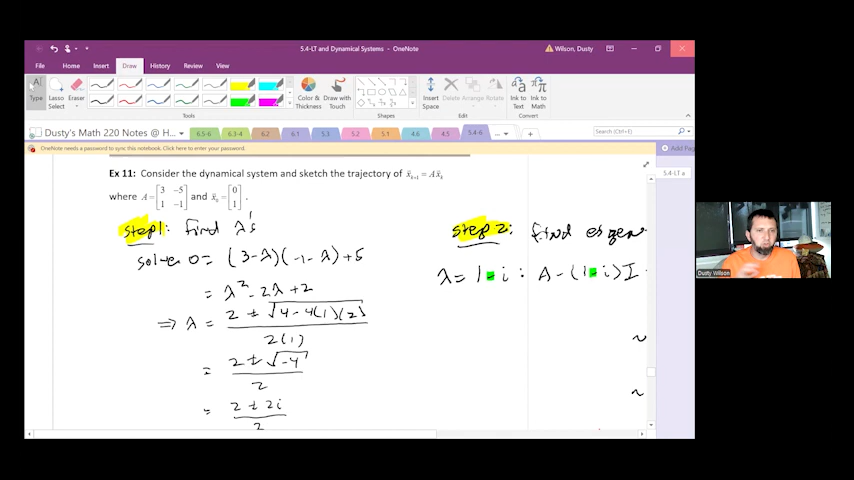 5.4-LT and Dynamical Systems - OneNote
Wilson, Dusty
File Home Insert Draw History Review View
Type
Lasso Select
Eraser
Color & Thickness
Draw with Touch
Insert Space
Delete
Arrange
Rotate
Ink to Text
Ink to Math
Tools
Shapes
Edit
Convert
Dusty's Math 220 Notes @ H...
6.5-6 6.3-4 6.2 6.1 5.3 5.2 5.1 4.5 5.4-6 ... +
Search (Ctrl+E)
OneNote needs a password to sync this notebook. Click here to enter your password.
Add Pag
5.4-LT a
Ex 11: Consider the dynamical system and sketch the trajectory of x̄ₖ₊₁ = Ax̄ₖ
where A = [3 -5; 1 -1] and x̄₀ = [0; 1] .
step1: find λ's
solve 0 = (3-λ)(-1-λ)+5
= λ² - 2λ + 2
⇒ λ = (2 ± √(4-4(1)(2)))/2(1)
= (2 ± √-4)/2
= (2 ± 2i)/2
step 2: find eigen
λ = 1 - i : A - (1 - i) I
~
~
Dusty Wilson